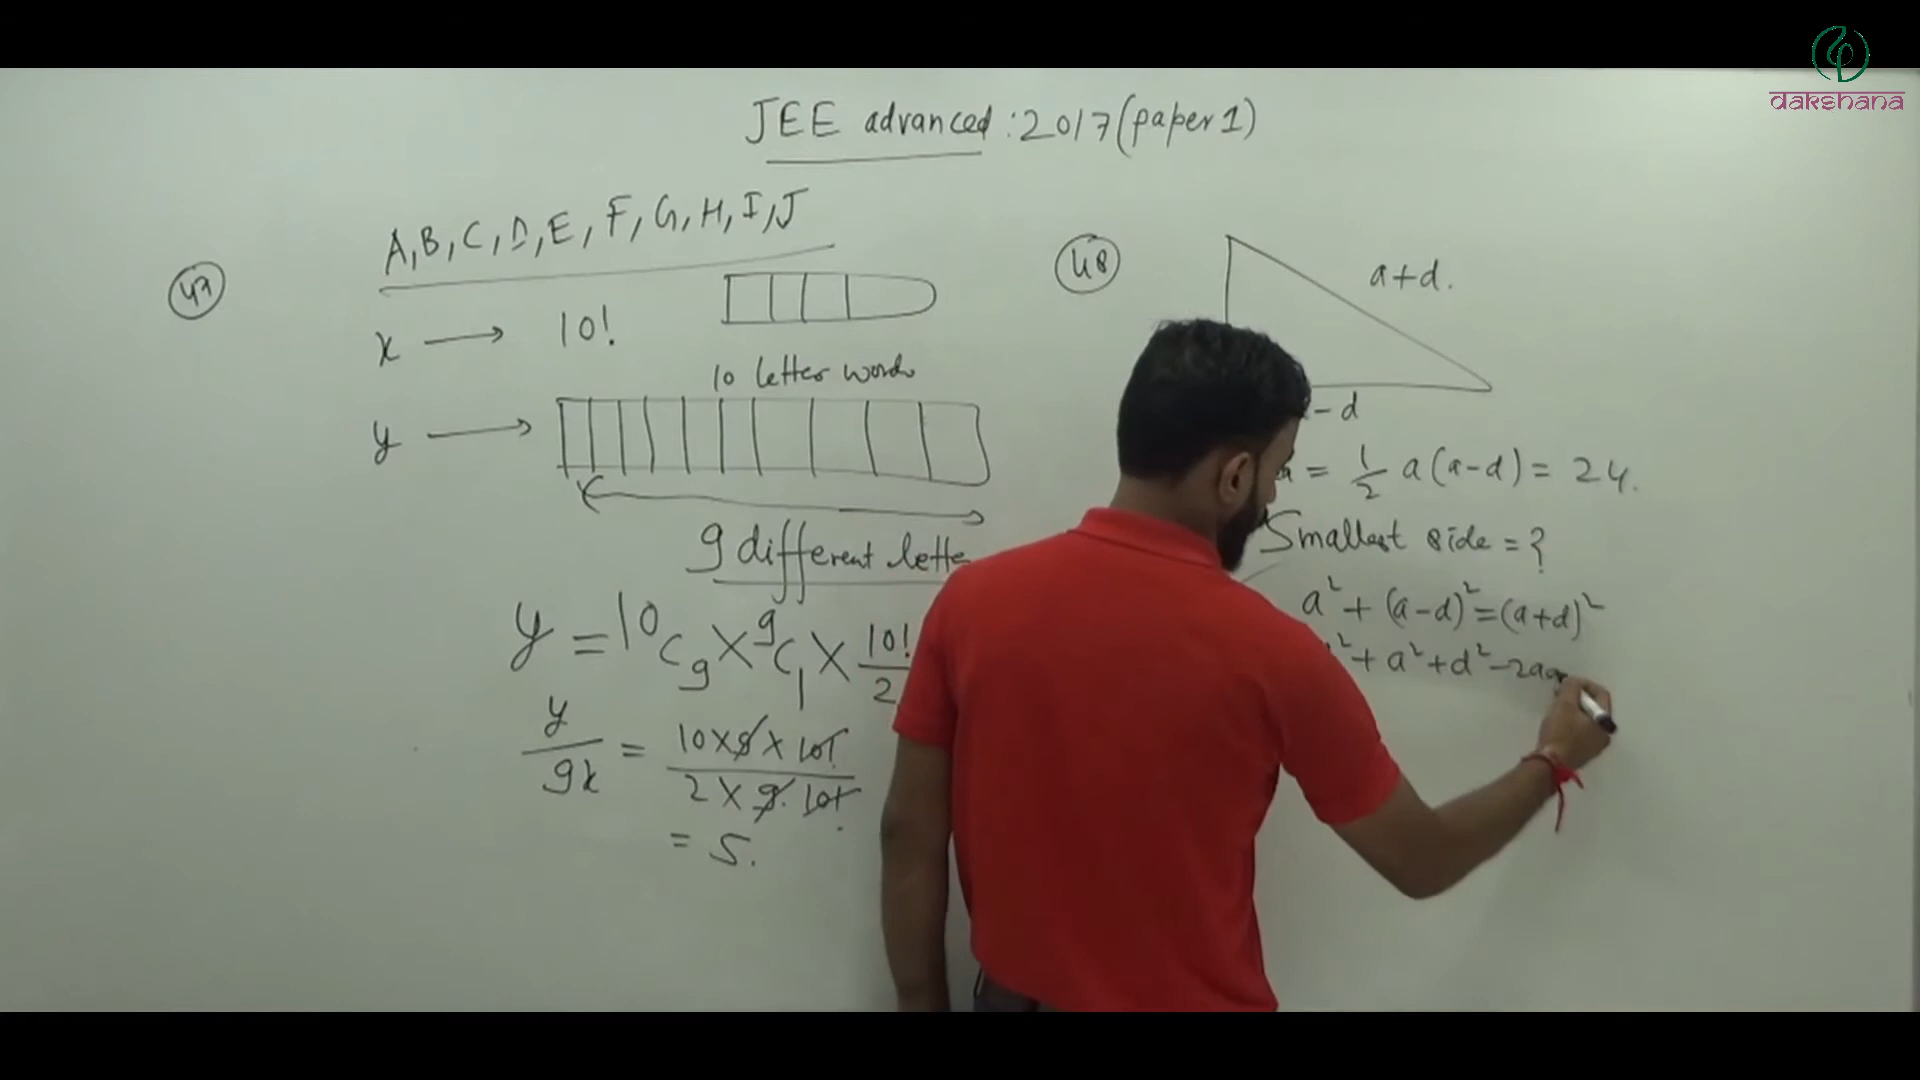 dakshana
JEE advanced : 2017 (paper 1)
47
A, B, C, D, E, F, G, H, I, J
x → 10!
10 letter words
y →
9 different lette
y = ¹⁰C₉ × ⁹C₁ × 10!/2
y/9x = 10×9×10!/2×9·10!
= 5.
48
a+d.
-d
= 1/2 a(a-d) = 24.
Smallest side = ?
a² + (a-d)² = (a+d)²
² + a² + d² - 2a